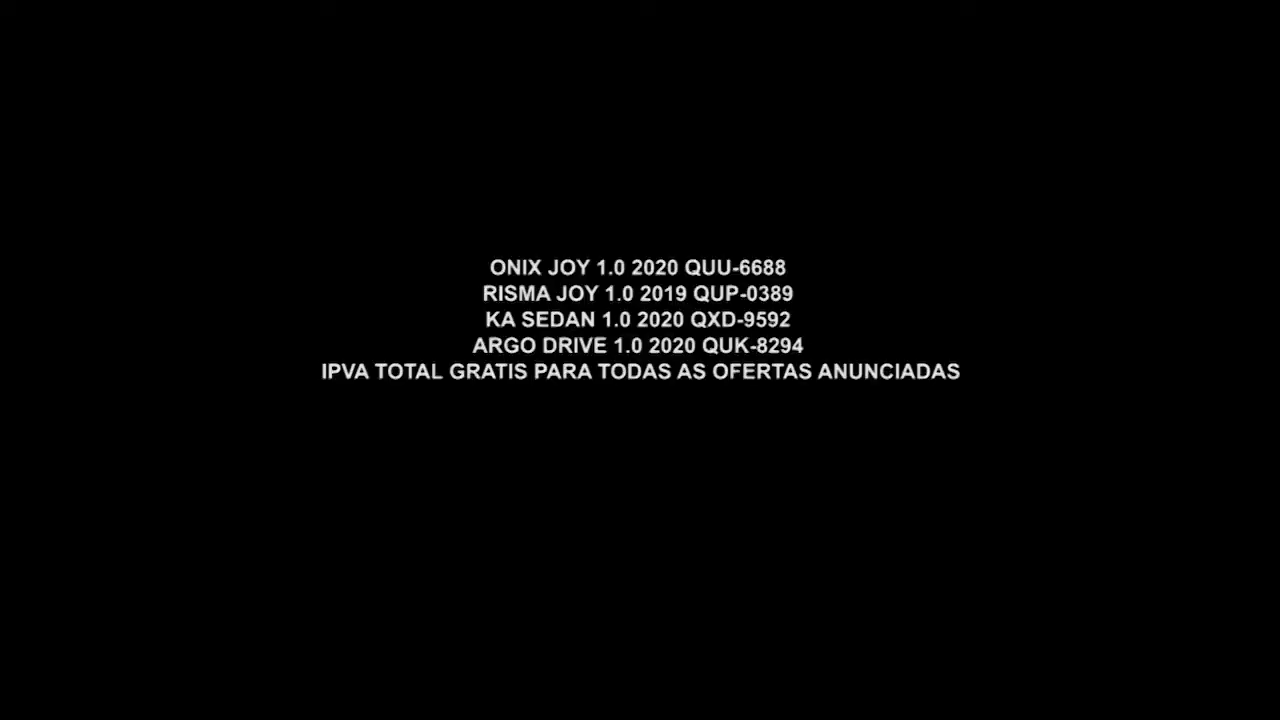 ONIX JOY 1.0 2020 QUU-6688
RISMA JOY 1.0 2019 QUP-0389
KA SEDAN 1.0 2020 QXD-9592
ARGO DRIVE 1.0 2020 QUK-8294
IPVA TOTAL GRATIS PARA TODAS AS OFERTAS ANUNCIADAS